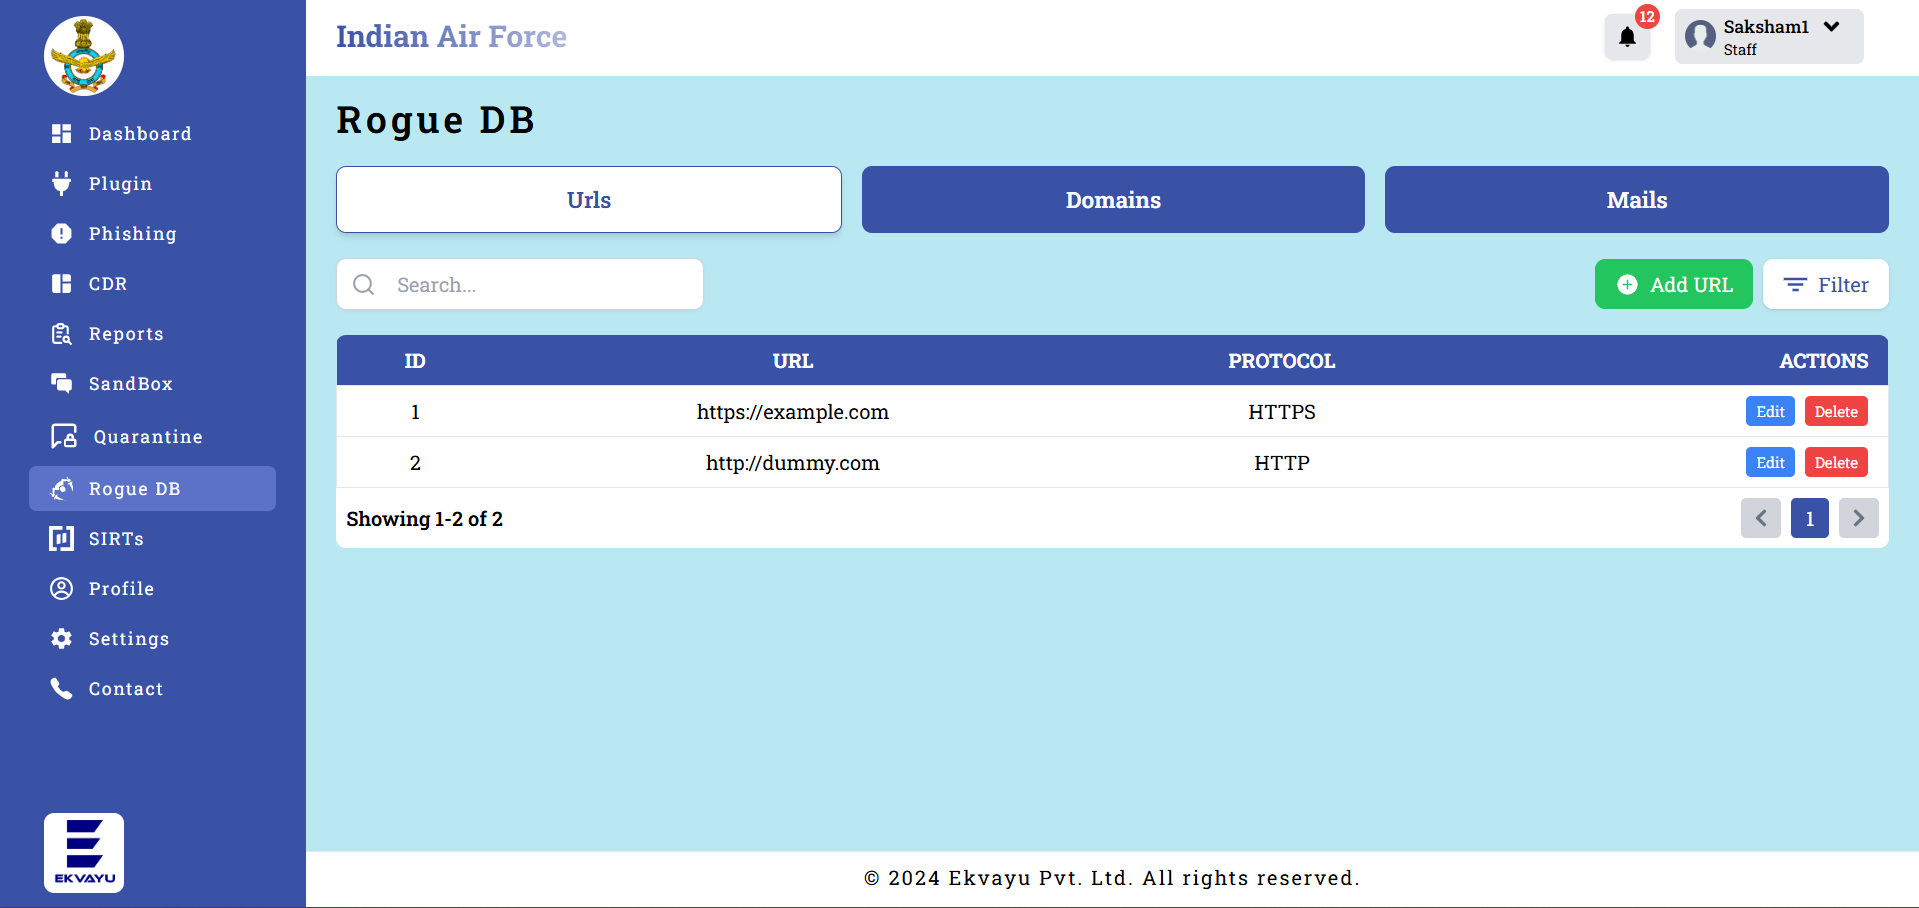 Indian Air Force
12
Saksham1
Staff
Dashboard
Plugin
Phishing
CDR
Reports
SandBox
Quarantine
Rogue DB
SIRTs
Profile
Settings
Contact
EKVAYU
Rogue DB
Urls Domains Mails
Search... Add URL Filter
ID URL PROTOCOL ACTIONS
1 https://example.com HTTPS Edit Delete
2 http://dummy.com HTTP Edit Delete
Showing 1-2 of 2 1
© 2024 Ekvayu Pvt. Ltd. All rights reserved.